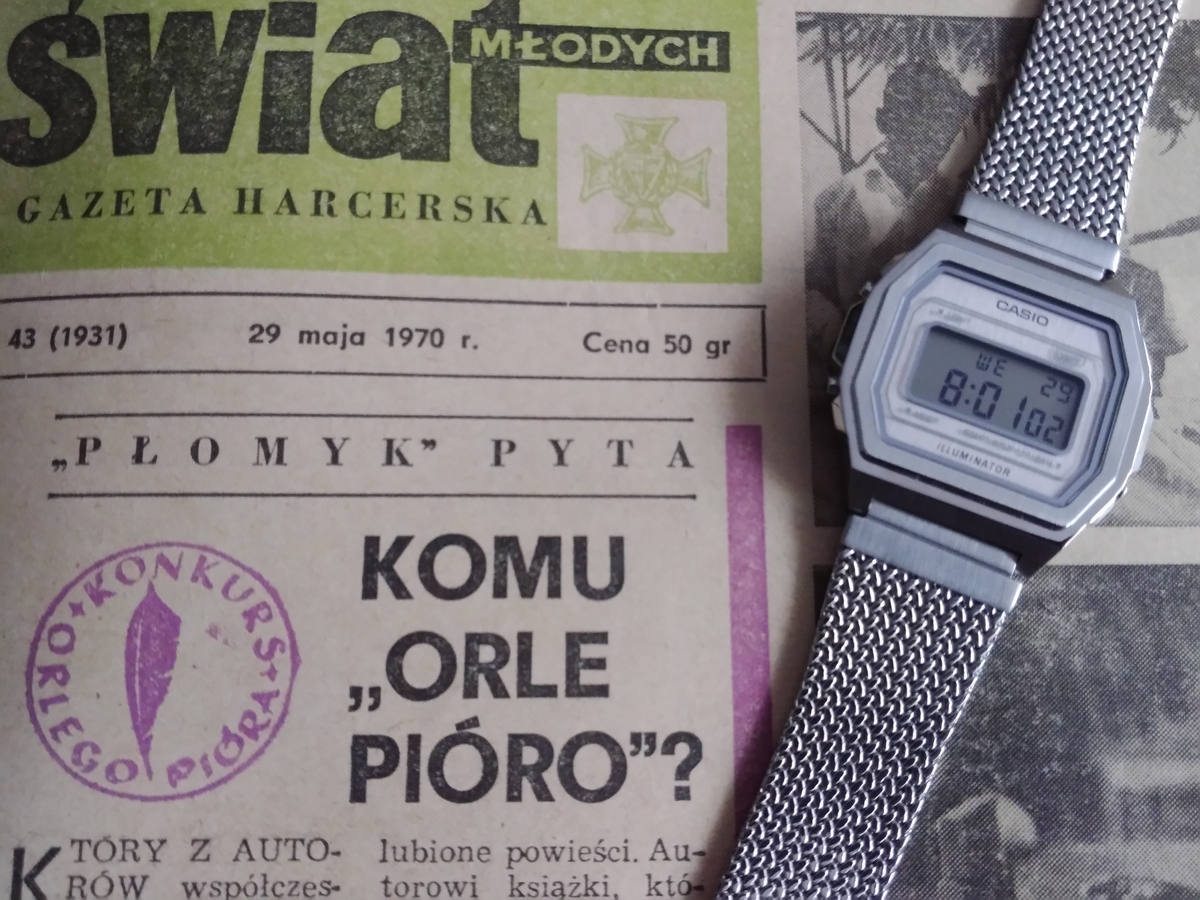 świat
MŁODYCH
GAZETA HARCERSKA
43 (1931) 29 maja 1970 r. Cena 50 gr
„PŁOMYK” PYTA
KONKURS ORLEGO PIÓRA
KOMU
„ORLE
PIÓRO”?
KTÓRY Z AUTO-
RÓW współczes-
lubione powieści. Au-
torowi książki, któ-
CASIO
WE 29
8:01 02
ILLUMINATOR